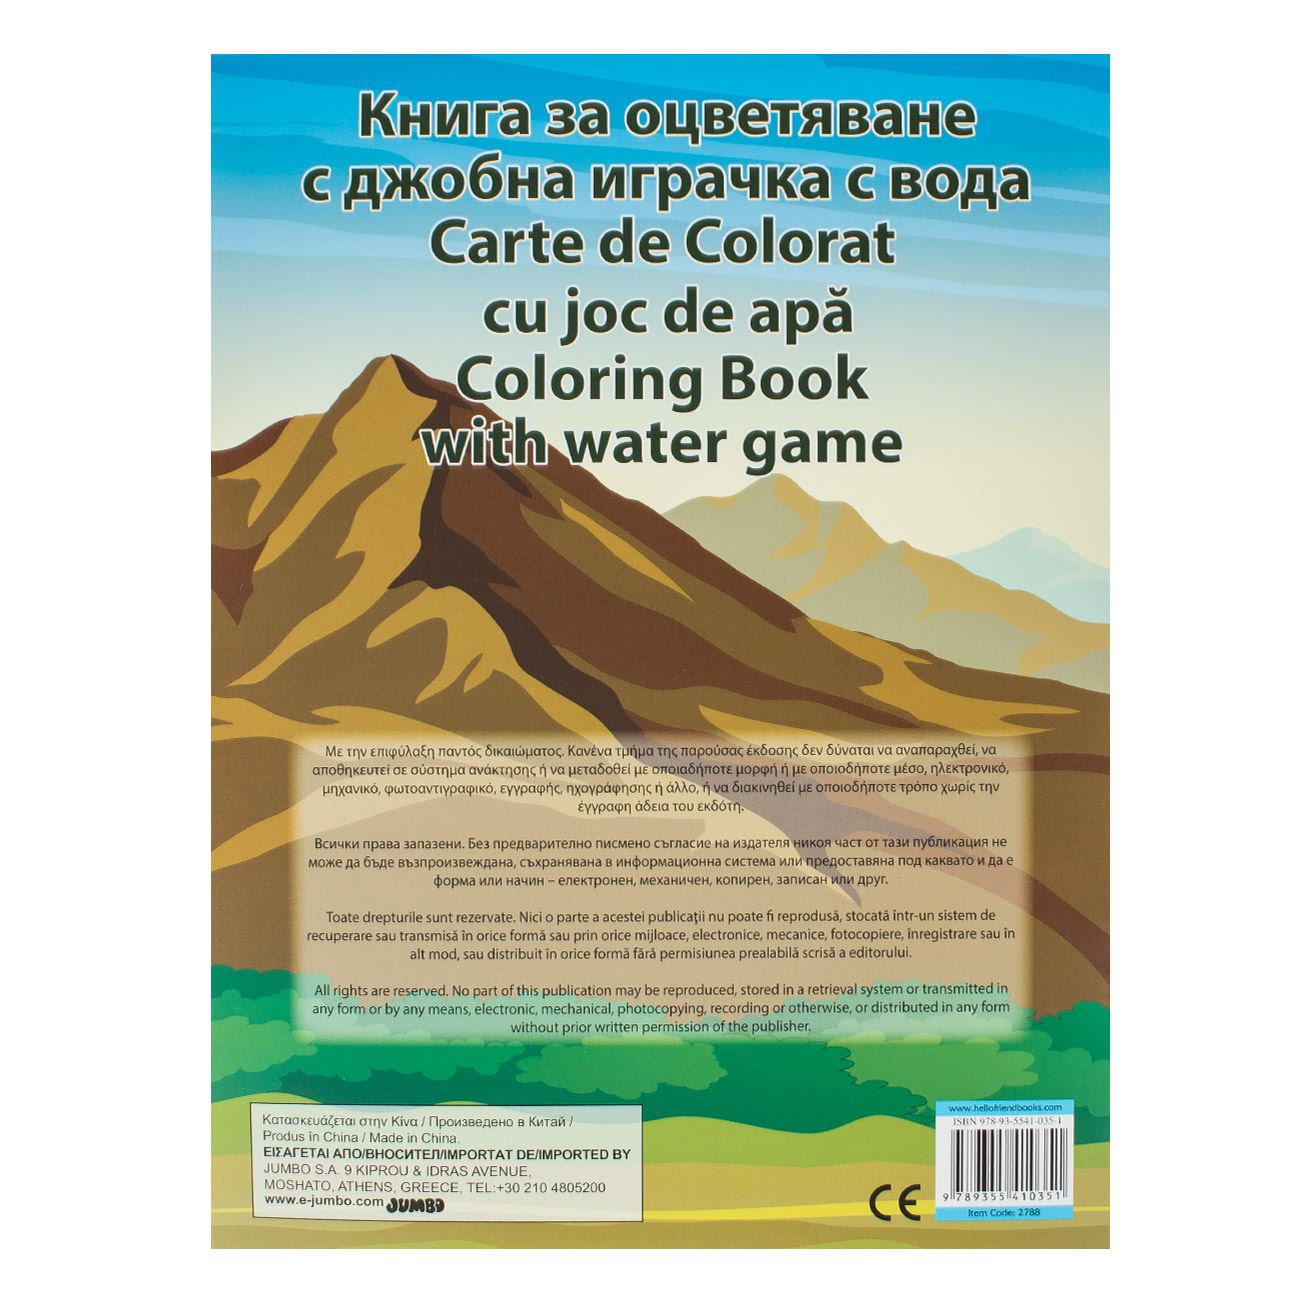 Книга за оцветяване
с джобна играчка с вода
Carte de Colorat
cu joc de apă
Coloring Book
with water game
Με την επιφύλαξη παντός δικαιώματος. Κανένα τμήμα της παρούσας έκδοσης δεν δύναται να αναπαραχθεί, να
αποθηκευτεί σε σύστημα ανάκτησης ή να μεταδοθεί με οποιαδήποτε μορφή ή με οποιοδήποτε μέσο, ηλεκτρονικό,
μηχανικό, φωτοαντιγραφικό, εγγραφής, ηχογράφησης ή άλλο, ή να διακινηθεί με οποιοδήποτε τρόπο χωρίς την
έγγραφη άδεια του εκδότη.
Всички права запазени. Без предварително писмено съгласие на издателя никоя част от тази публикация не
може да бъде възпроизвеждана, съхранявана в информационна система или предоставяна под каквато и да е
форма или начин – електронен, механичен, копирен, записан или друг.
Toate drepturile sunt rezervate. Nici o parte a acestei publicații nu poate fi reprodusă, stocată într-un sistem de
recuperare sau transmisă în orice formă sau prin orice mijloace, electronice, mecanice, fotocopiere, înregistrare sau în
alt mod, sau distribuit în orice formă fără permisiunea prealabilă scrisă a editorului.
All rights are reserved. No part of this publication may be reproduced, stored in a retrieval system or transmitted in
any form or by any means, electronic, mechanical, photocopying, recording or otherwise, or distributed in any form
without prior written permission of the publisher.
Κατασκευάζεται στην Κίνα / Произведено в Китай /
Produs în China / Made in China.
ΕΙΣΑΓΕΤΑΙ ΑΠΟ/ВНОСИТЕЛ/IMPORTAT DE/IMPORTED BY
JUMBO S.A. 9 KIPROU & IDRAS AVENUE,
MOSHATO, ATHENS, GREECE, TEL:+30 210 4805200
www.e-jumbo.com JUMBO
CE
www.hellofriendbooks.com
ISBN 978-93-5541-035-1
9 789355 410351
Item Code: 2788